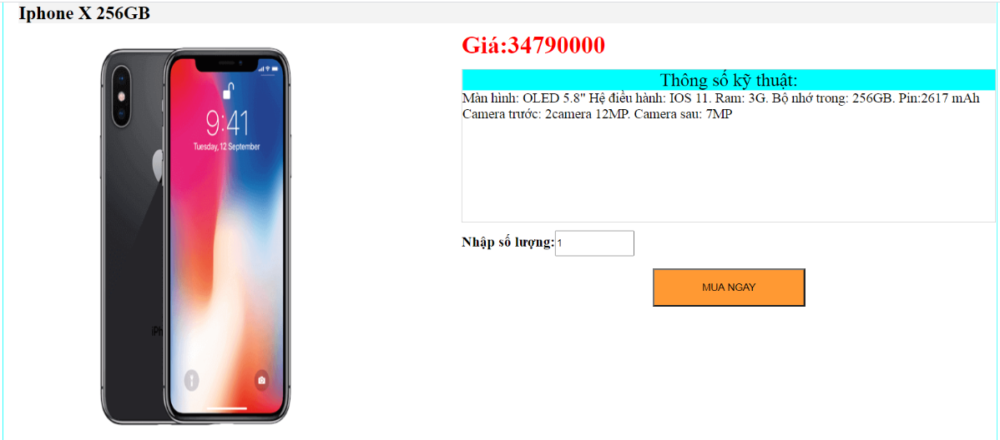 Iphone X 256GB
Giá:34790000
Thông số kỹ thuật:
Màn hình: OLED 5.8" Hệ điều hành: IOS 11. Ram: 3G. Bộ nhớ trong: 256GB. Pin:2617 mAh
Camera trước: 2camera 12MP. Camera sau: 7MP
Nhập số lượng:1
MUA NGAY
9:41
Tuesday, 12 September
iPh